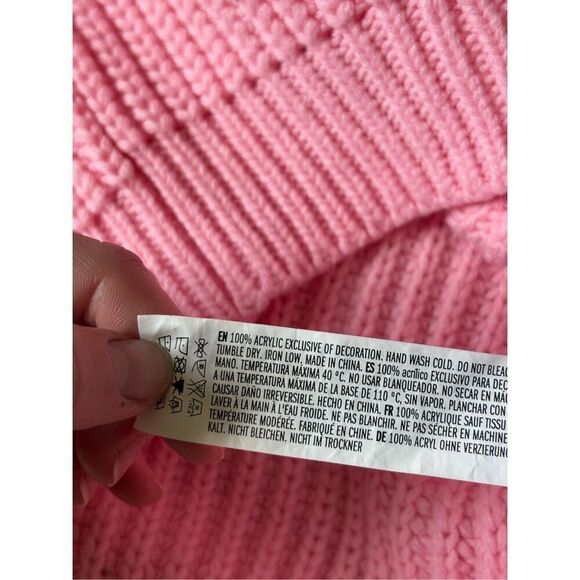 EN 100% ACRYLIC EXCLUSIVE OF DECORATION. HAND WASH COLD. DO NOT BLEAC
TUMBLE DRY. IRON LOW. MADE IN CHINA. ES 100% acrílico EXCLUSIVO PARA DEC
MANO. TEMPERATURA MÁXIMA 40 °C. NO USAR BLANQUEADOR. NO SECAR EN MÁ
A UNA TEMPERATURA MÁXIMA DE LA BASE DE 110 °C, SIN VAPOR. PLANCHAR CON
CAUSAR DAÑO IRREVERSIBLE. HECHO EN CHINA. FR 100% ACRYLIQUE SAUF TISSU
LAVER À LA MAIN À L'EAU FROIDE. NE PAS BLANCHIR. NE PAS SÉCHER EN MACHINE
TEMPÉRATURE MODÉRÉE. FABRIQUÉ EN CHINE. DE 100% ACRYL OHNE VERZIERUNG
KALT. NICHT BLEICHEN. NICHT IM TROCKNER